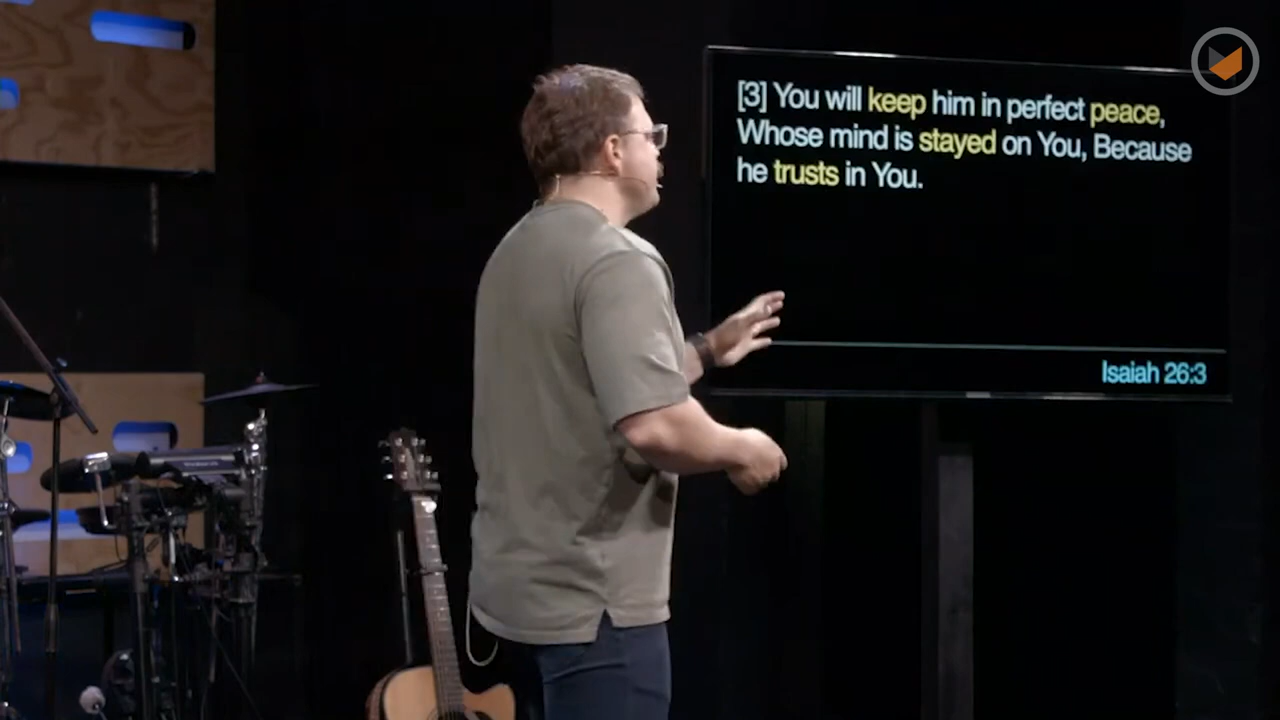 [3] You will keep him in perfect peace,
Whose mind is stayed on You, Because
he trusts in You.
Isaiah 26:3